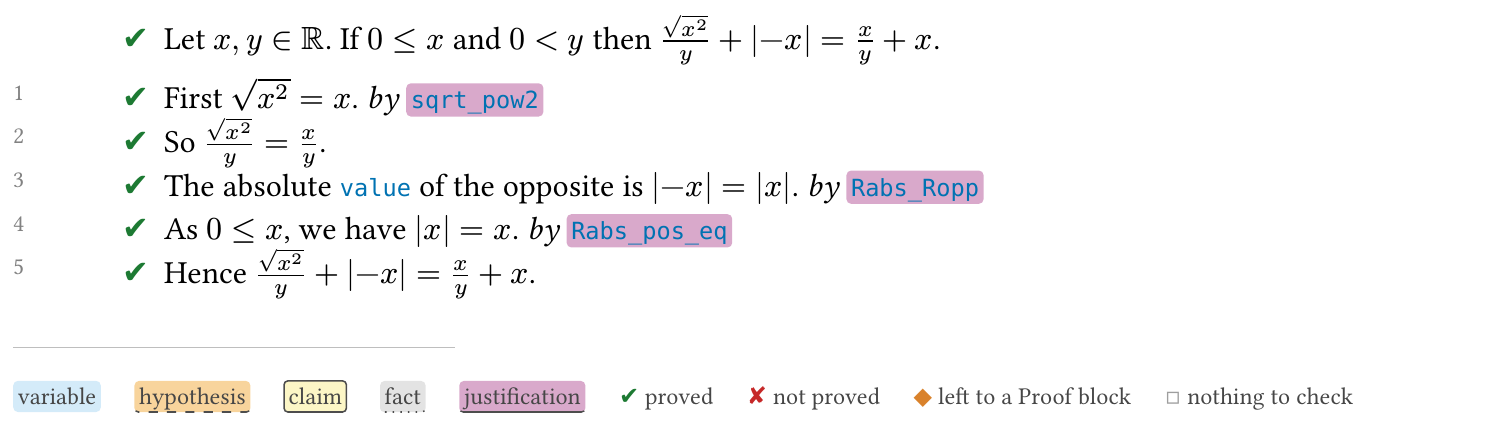 ✔ Let x, y ∈ ℝ. If 0 ≤ x and 0 < y then √x²/y + |−x| = x/y + x.
1 ✔ First √x² = x. by sqrt_pow2
2 ✔ So √x²/y = x/y.
3 ✔ The absolute value of the opposite is |−x| = |x|. by Rabs_Ropp
4 ✔ As 0 ≤ x, we have |x| = x. by Rabs_pos_eq
5 ✔ Hence √x²/y + |−x| = x/y + x.
variable hypothesis claim fact justification ✔ proved ✘ not proved ◆ left to a Proof block □ nothing to check